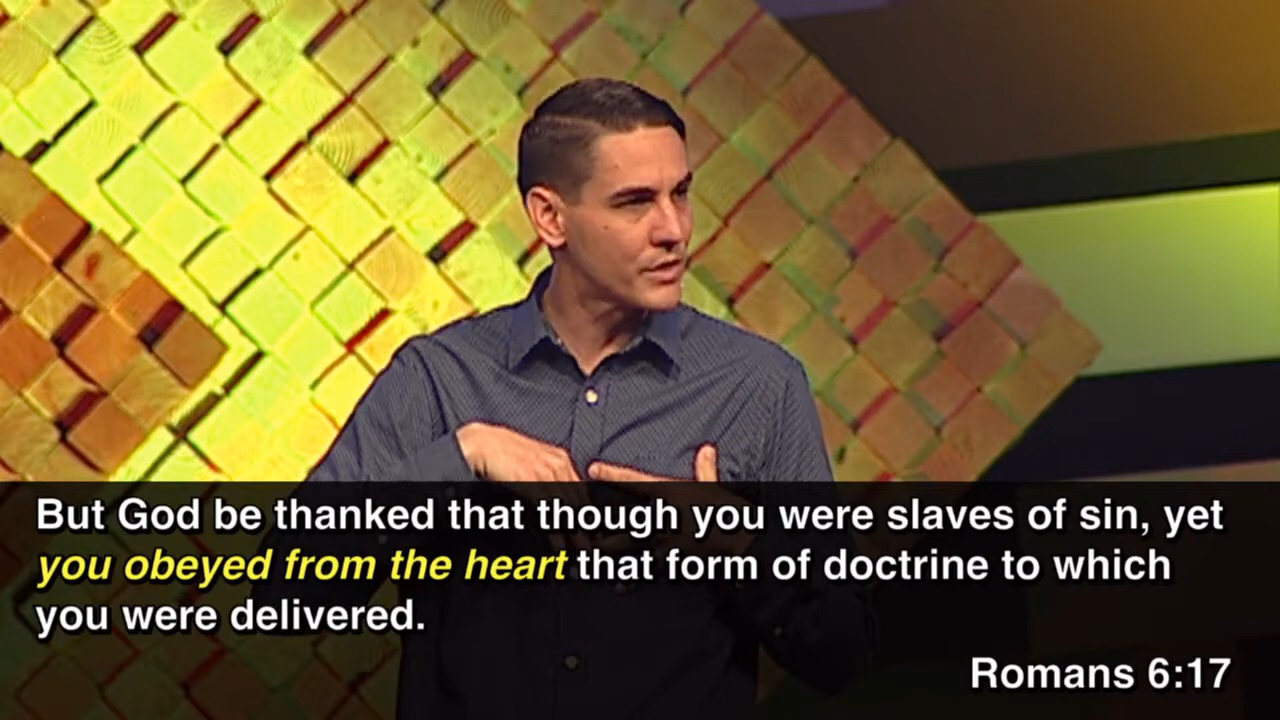 But God be thanked that though you were slaves of sin, yet
you obeyed from the heart that form of doctrine to which
you were delivered.
Romans 6:17